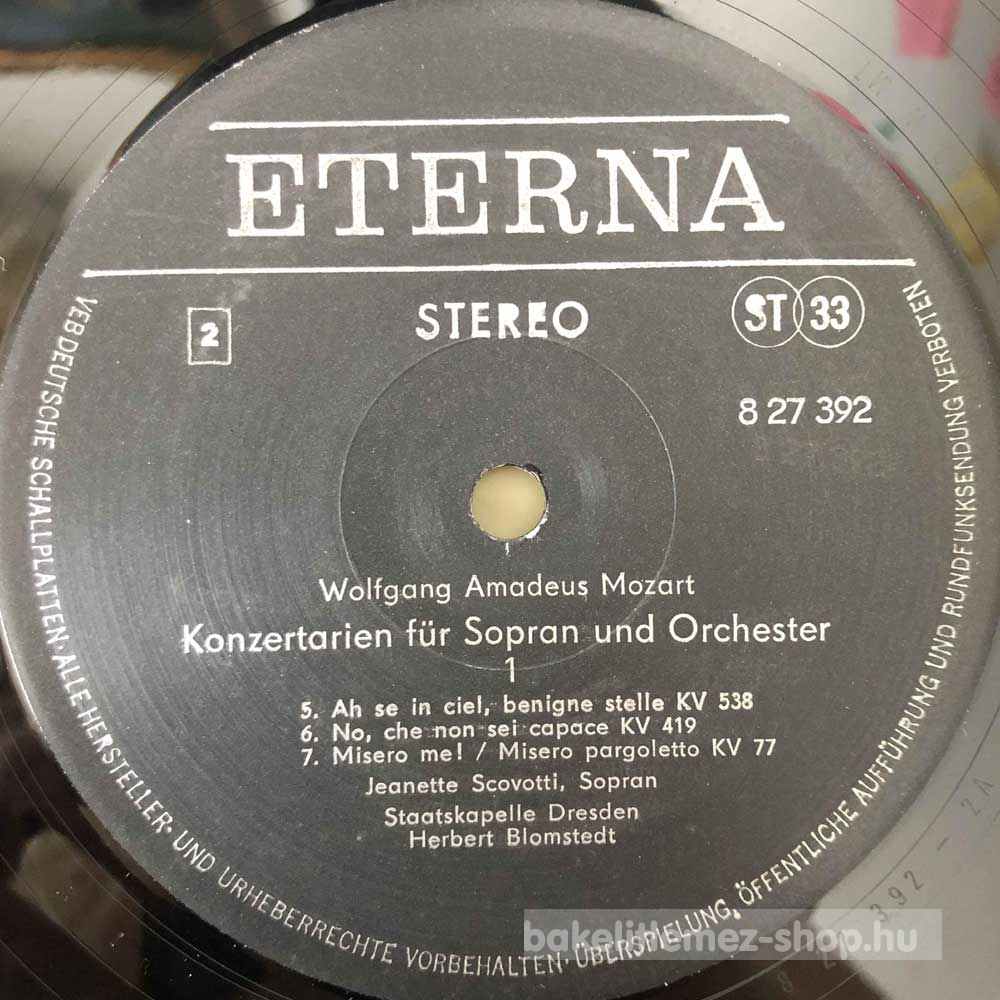 ETERNA
2
STEREO
ST 33
8 27 392
Wolfgang Amadeus Mozart
Konzertarien für Sopran und Orchester
1
5. Ah se in ciel, benigne stelle KV 538
6. No, che non sei capace KV 419
7. Misero me! / Misero pargoletto KV 77
Jeanette Scovotti, Sopran
Staatskapelle Dresden
Herbert Blomstedt
VEB DEUTSCHE SCHALLPLATTEN · ALLE HERSTELLER- UND URHEBERRECHTE VORBEHALTEN · ÜBERSPIELUNG, ÖFFENTLICHE AUFFÜHRUNG UND RUNDFUNKSENDUNG VERBOTEN
bakelitlemez-shop.hu